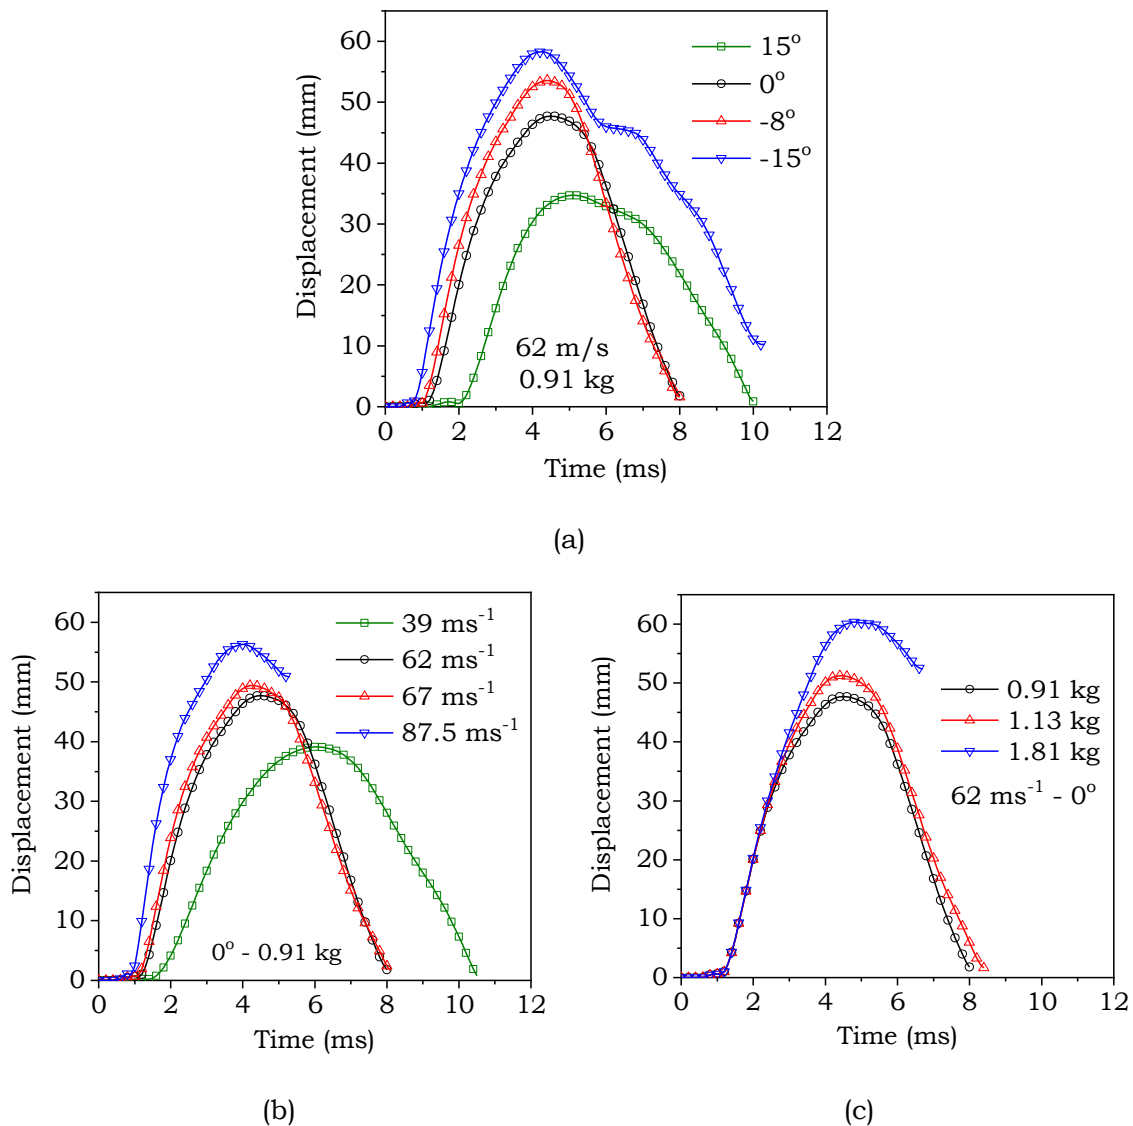 60
50
40
30
20
10
0
0 2 4 6 8 10 12
Displacement (mm)
Time (ms)
15°
0°
-8°
-15°
62 m/s
0.91 kg
(a)
60
50
40
30
20
10
0
0 2 4 6 8 10 12
Displacement (mm)
Time (ms)
39 ms⁻¹
62 ms⁻¹
67 ms⁻¹
87.5 ms⁻¹
0° - 0.91 kg
(b)
60
50
40
30
20
10
0
0 2 4 6 8 10 12
Displacement (mm)
Time (ms)
0.91 kg
1.13 kg
1.81 kg
62 ms⁻¹ - 0°
(c)